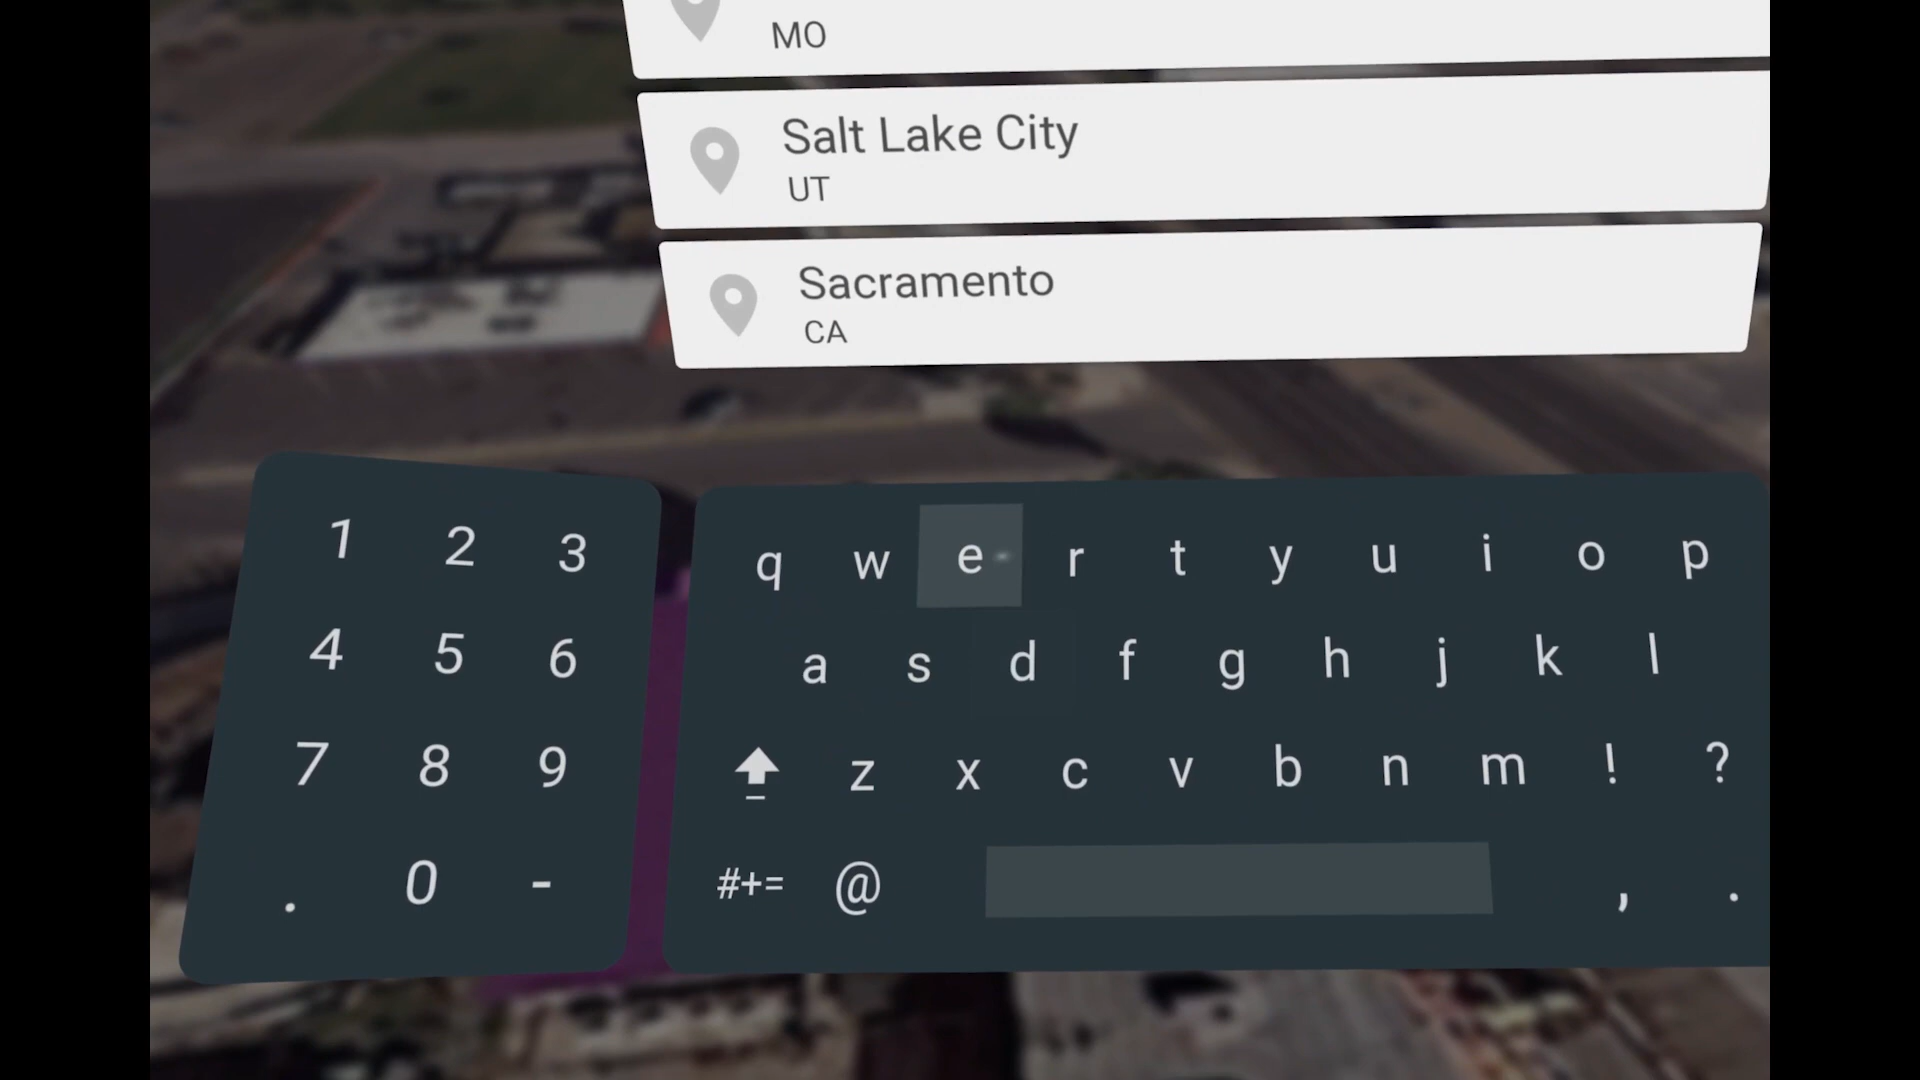 MO
Salt Lake City
UT
Sacramento
CA
1 2 3
4 5 6
7 8 9
. 0 -
q w e r t y u i o p
a s d f g h j k l
z x c v b n m ! ?
#+= @ , .